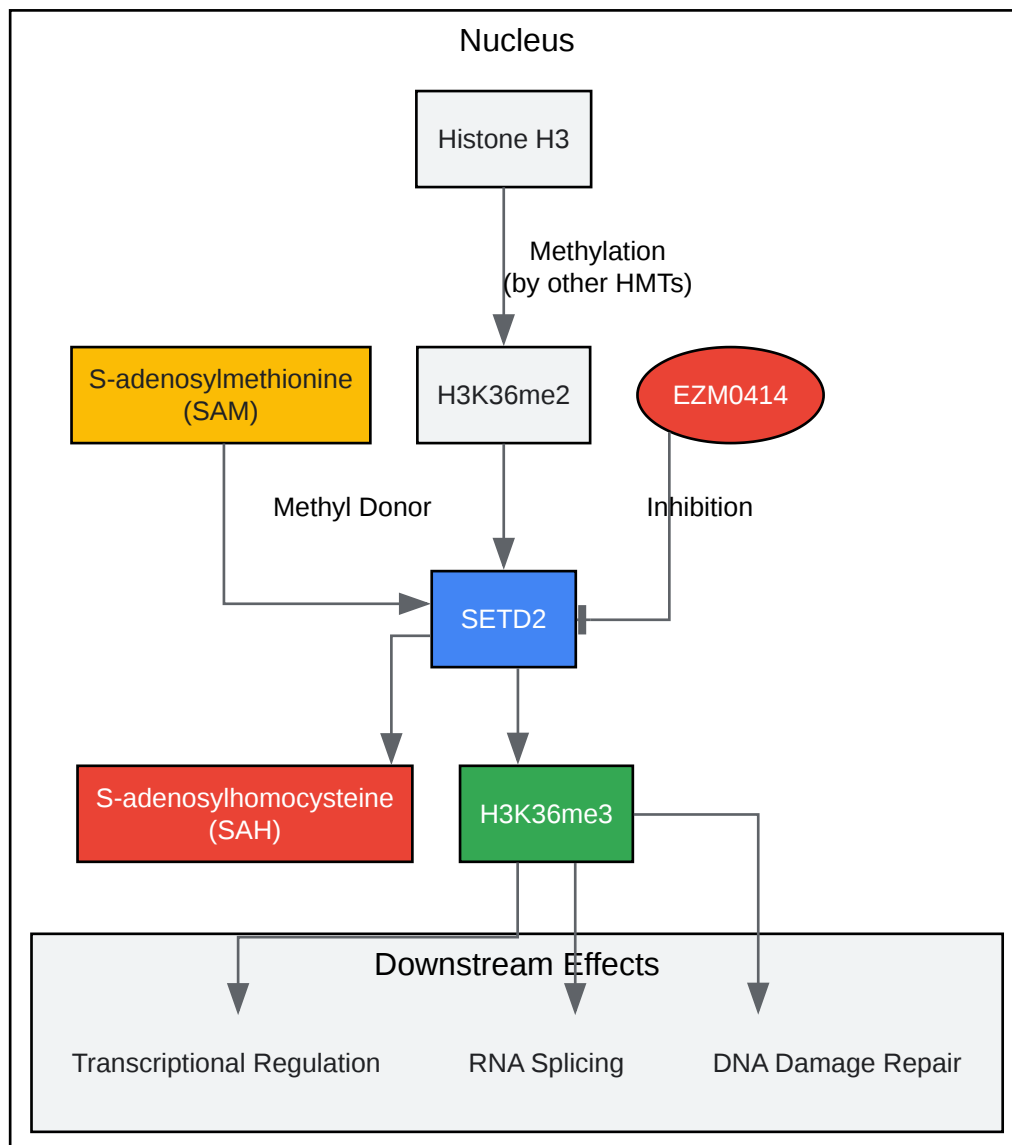 Nucleus
Histone H3
Methylation
(by other HMTs)
S-adenosylmethionine
(SAM)
H3K36me2
EZM0414
Methyl Donor
Inhibition
SETD2
S-adenosylhomocysteine
(SAH)
H3K36me3
Downstream Effects
Transcriptional Regulation
RNA Splicing
DNA Damage Repair